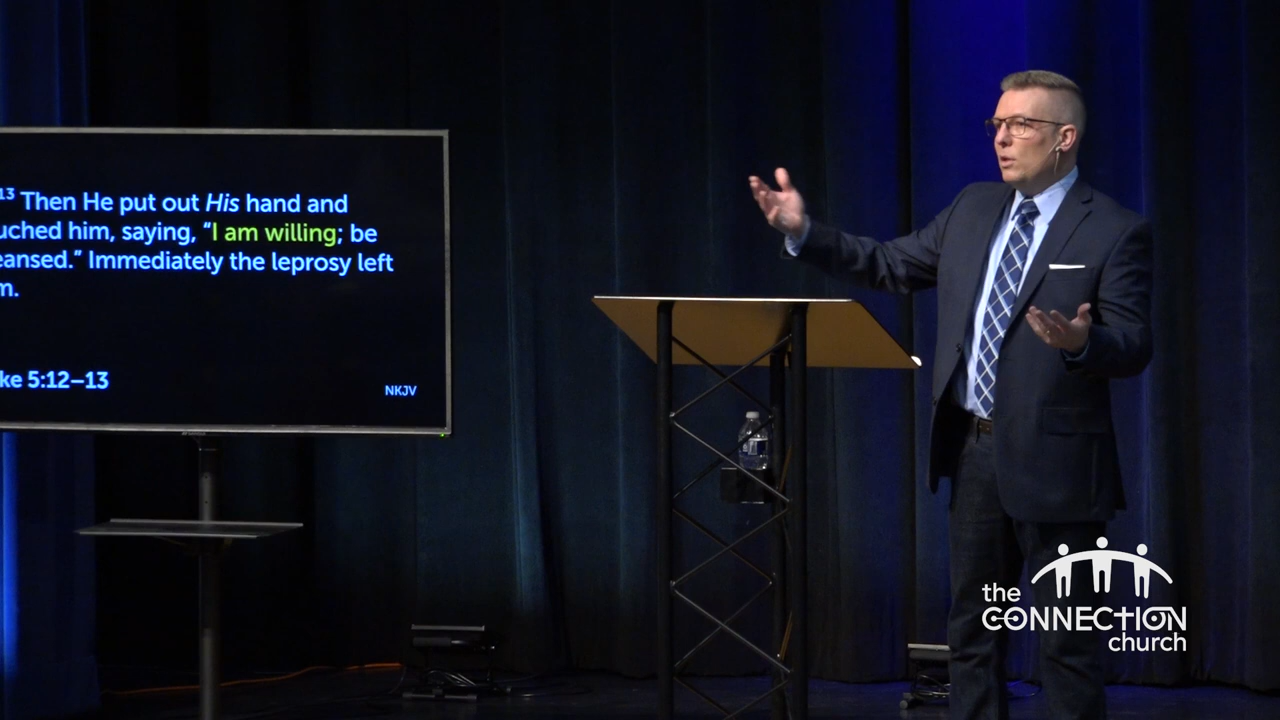 13 Then He put out His hand and
uched him, saying, “I am willing; be
eansed.” Immediately the leprosy left
m.
ke 5:12–13
NKJV
the
CONNECTION
church